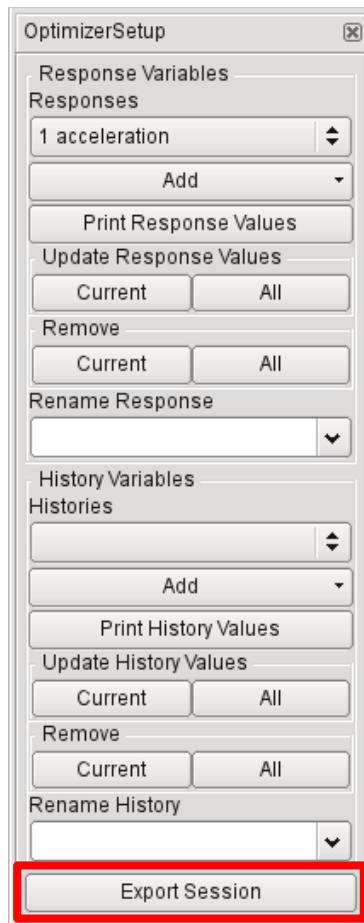 OptimizerSetup
Response Variables
Responses
1 acceleration
Add
Print Response Values
Update Response Values
Current All
Remove
Current All
Rename Response
History Variables
Histories
Add
Print History Values
Update History Values
Current All
Remove
Current All
Rename History
Export Session